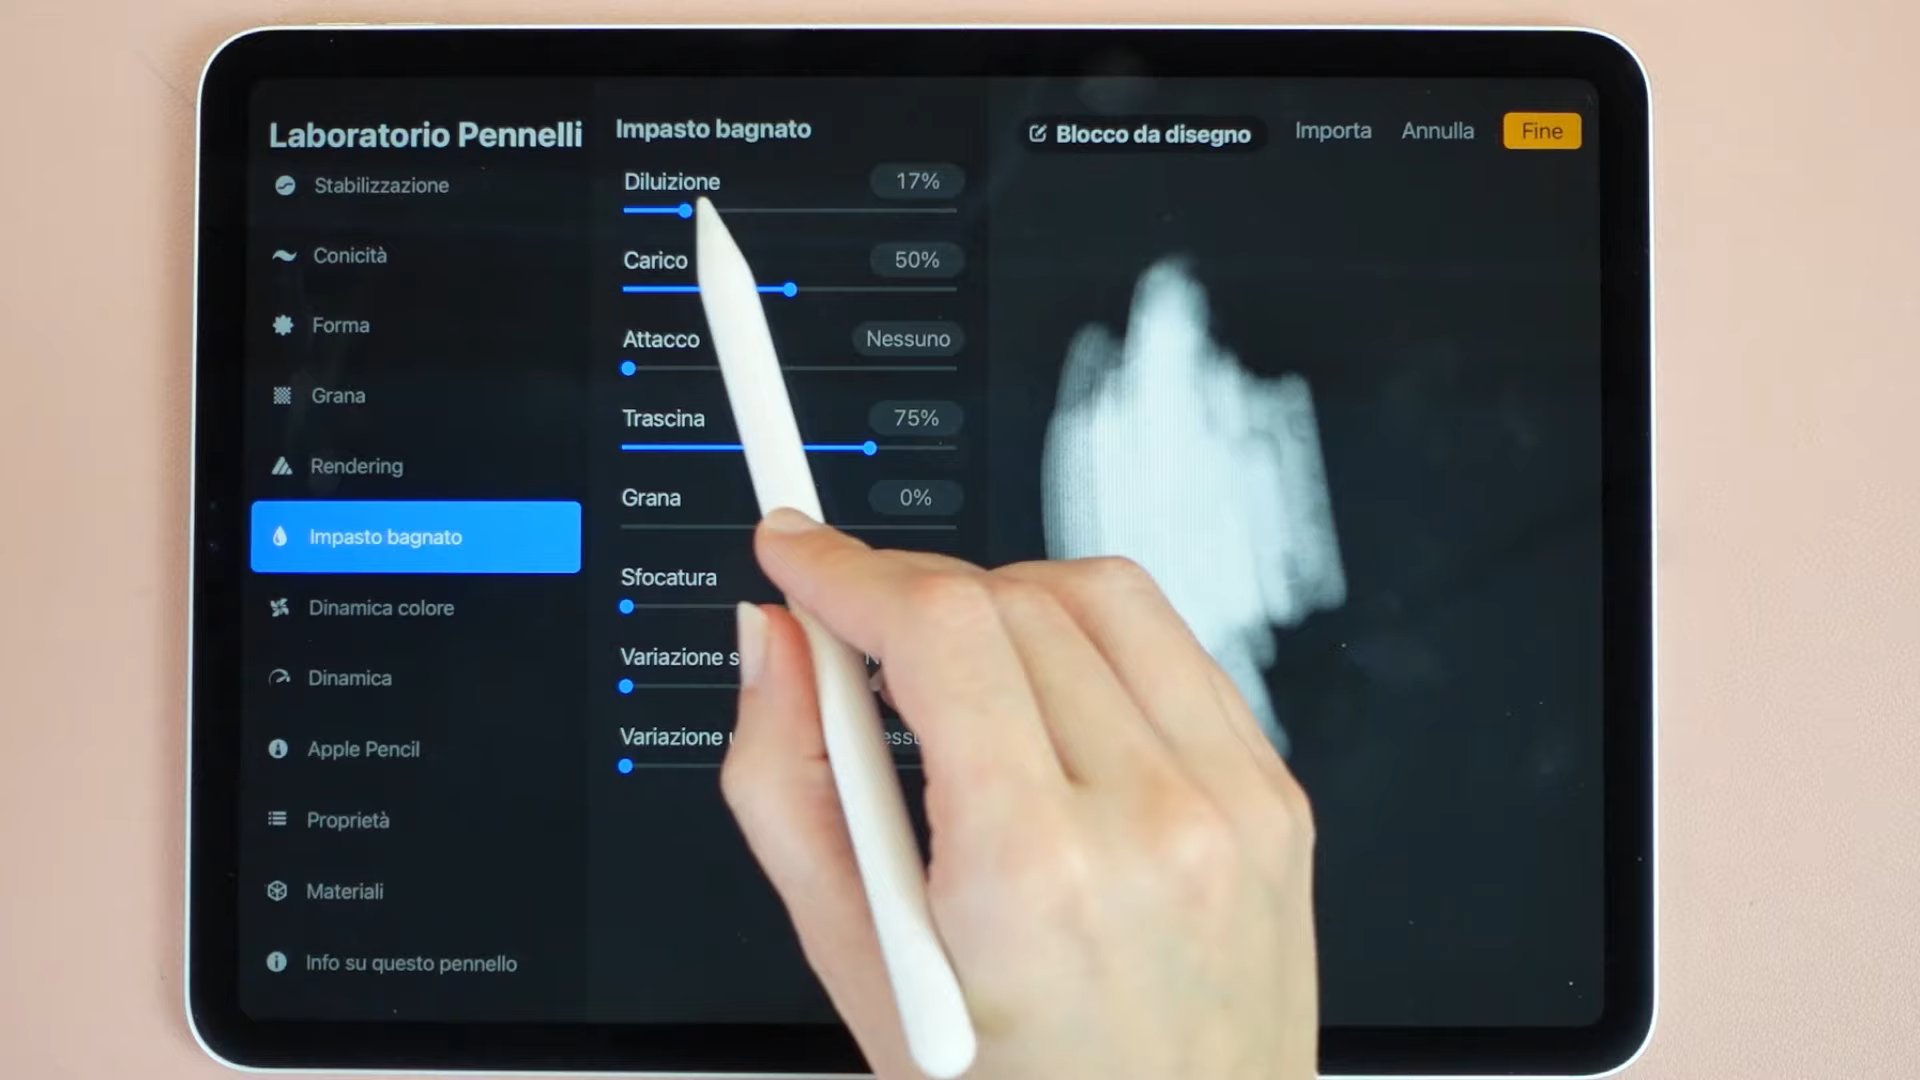 Laboratorio Pennelli
Stabilizzazione
Conicità
Forma
Grana
Rendering
Impasto bagnato
Dinamica colore
Dinamica
Apple Pencil
Proprietà
Materiali
Info su questo pennello
Impasto bagnato
Diluizione 17%
Carico 50%
Attacco Nessuno
Trascina 75%
Grana 0%
Sfocatura
Variazione
Variazione
Blocco da disegno
Importa
Annulla
Fine